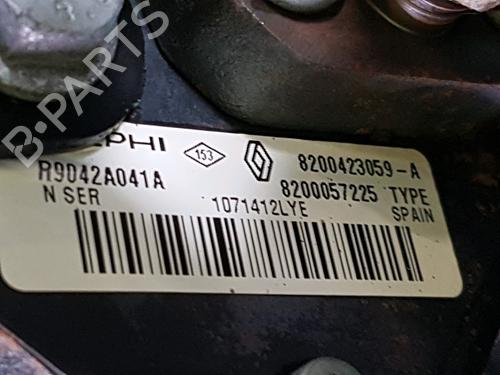 B-PARTS
PHI 153 8200423059-A
R9042A041A 8200057225 TYPE
N SER 1071412LYE SPAIN